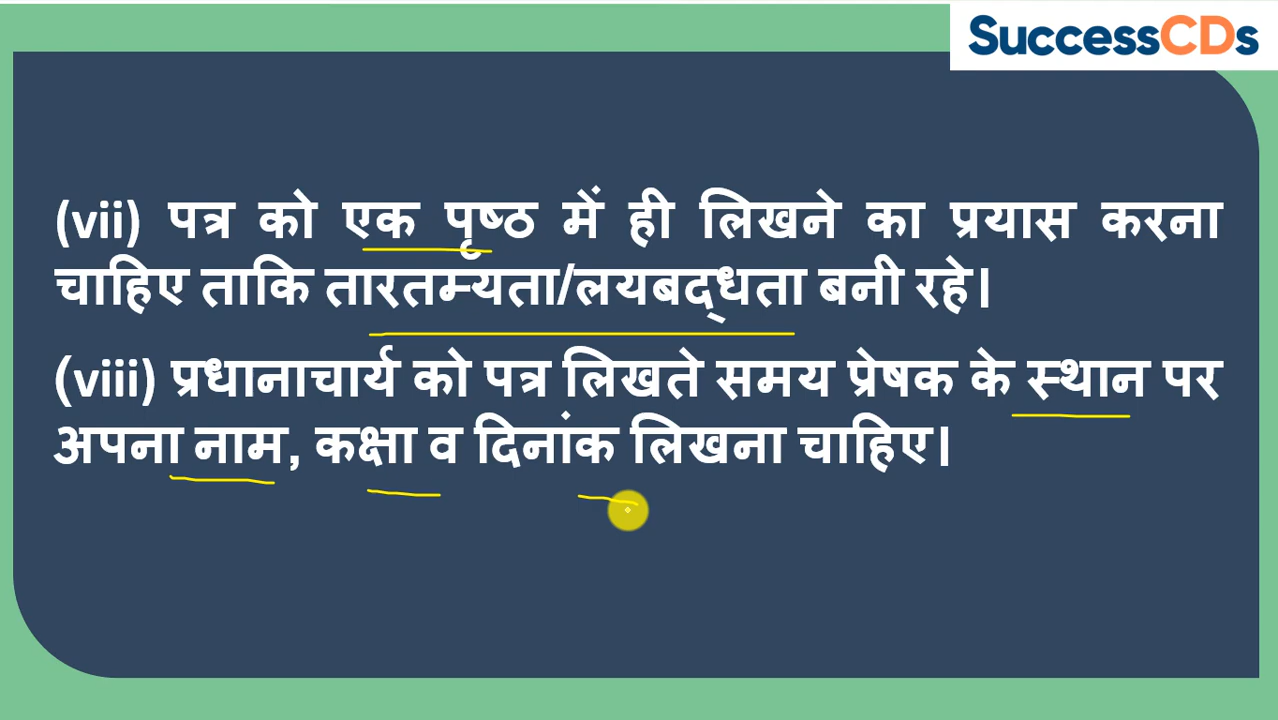 SuccessCDs
(vii) पत्र को एक पृष्ठ में ही लिखने का प्रयास करना
चाहिए ताकि तारतम्यता/लयबद्धता बनी रहे।
(viii) प्रधानाचार्य को पत्र लिखते समय प्रेषक के स्थान पर
अपना नाम, कक्षा व दिनांक लिखना चाहिए।